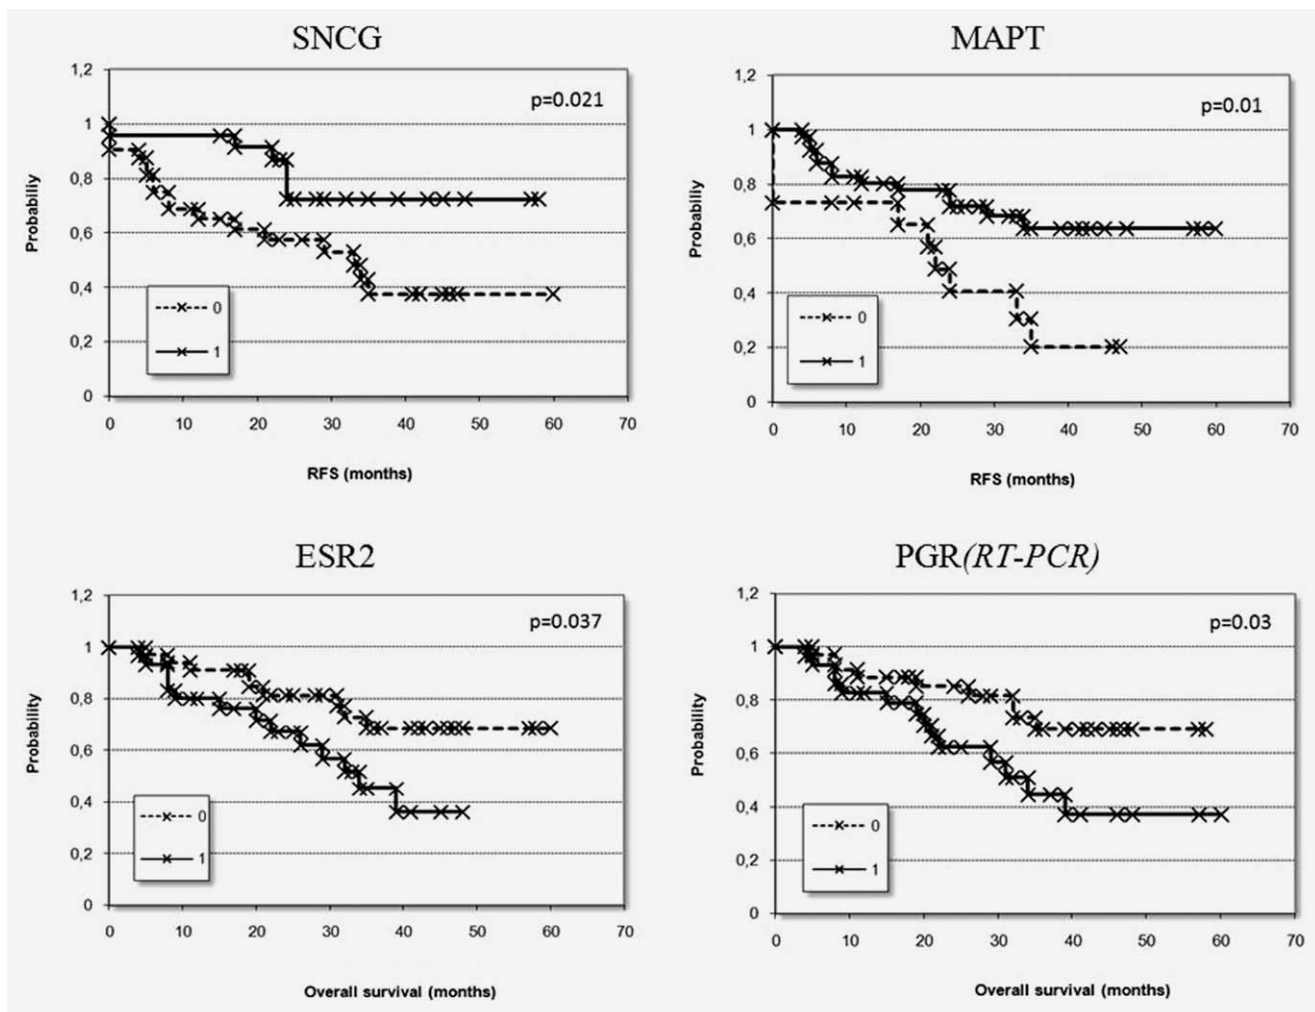 SNCG
1,2
1
0,8
0,6
0,4
0,2
0
Probability
p=0.021
0
1
0 10 20 30 40 50 60 70
RFS (months)
MAPT
1,2
1
0,8
0,6
0,4
0,2
0
Probability
p=0.01
0
1
0 10 20 30 40 50 60 70
RFS (months)
ESR2
1,2
1
0,8
0,6
0,4
0,2
0
Probability
p=0.037
0
1
0 10 20 30 40 50 60 70
Overall survival (months)
PGR(RT-PCR)
1,2
1
0,8
0,6
0,4
0,2
0
Probability
p=0.03
0
1
0 10 20 30 40 50 60 70
Overall survival (months)